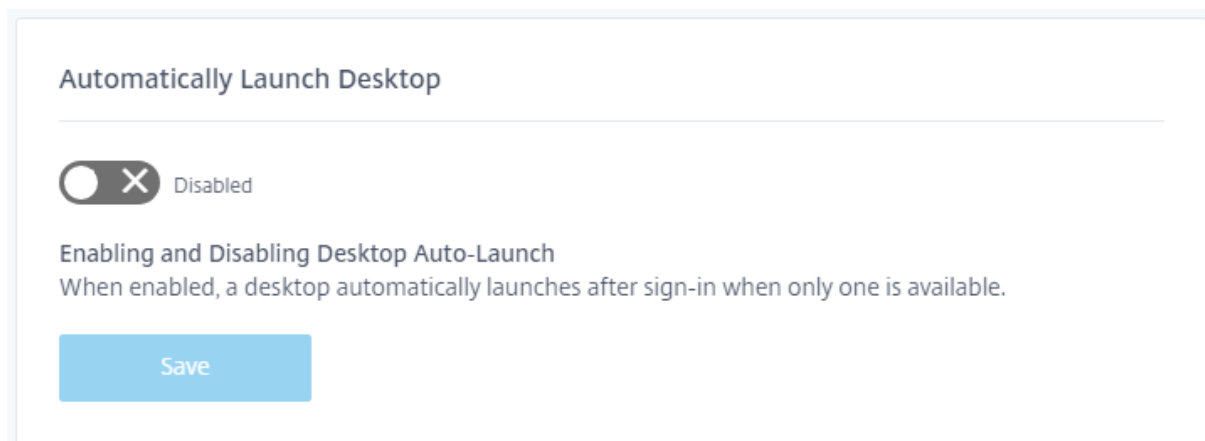 Automatically Launch Desktop
Disabled
Enabling and Disabling Desktop Auto-Launch
When enabled, a desktop automatically launches after sign-in when only one is available.
Save